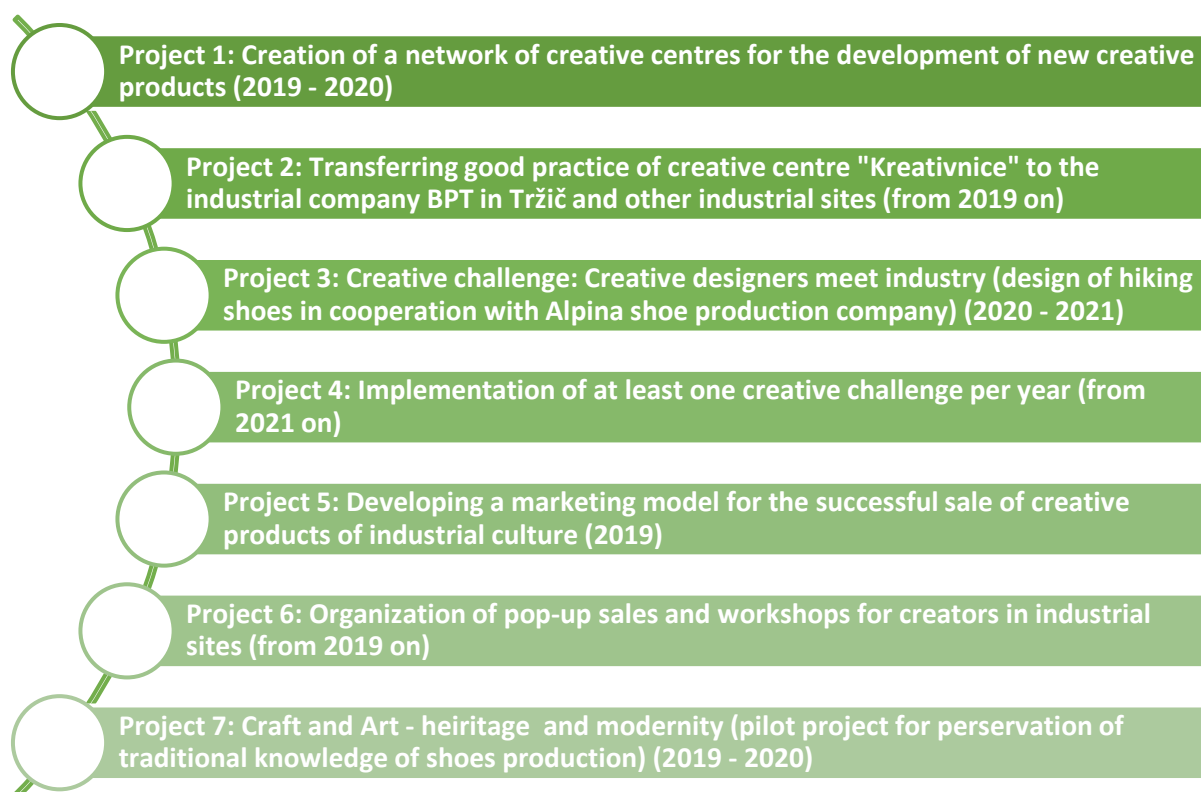 Project 1: Creation of a network of creative centres for the development of new creative
products (2019 - 2020)
Project 2: Transferring good practice of creative centre "Kreativnice" to the
industrial company BPT in Tržič and other industrial sites (from 2019 on)
Project 3: Creative challenge: Creative designers meet industry (design of hiking
shoes in cooperation with Alpina shoe production company) (2020 - 2021)
Project 4: Implementation of at least one creative challenge per year (from
2021 on)
Project 5: Developing a marketing model for the successful sale of creative
products of industrial culture (2019)
Project 6: Organization of pop-up sales and workshops for creators in industrial
sites (from 2019 on)
Project 7: Craft and Art - heiritage and modernity (pilot project for perservation of
traditional knowledge of shoes production) (2019 - 2020)